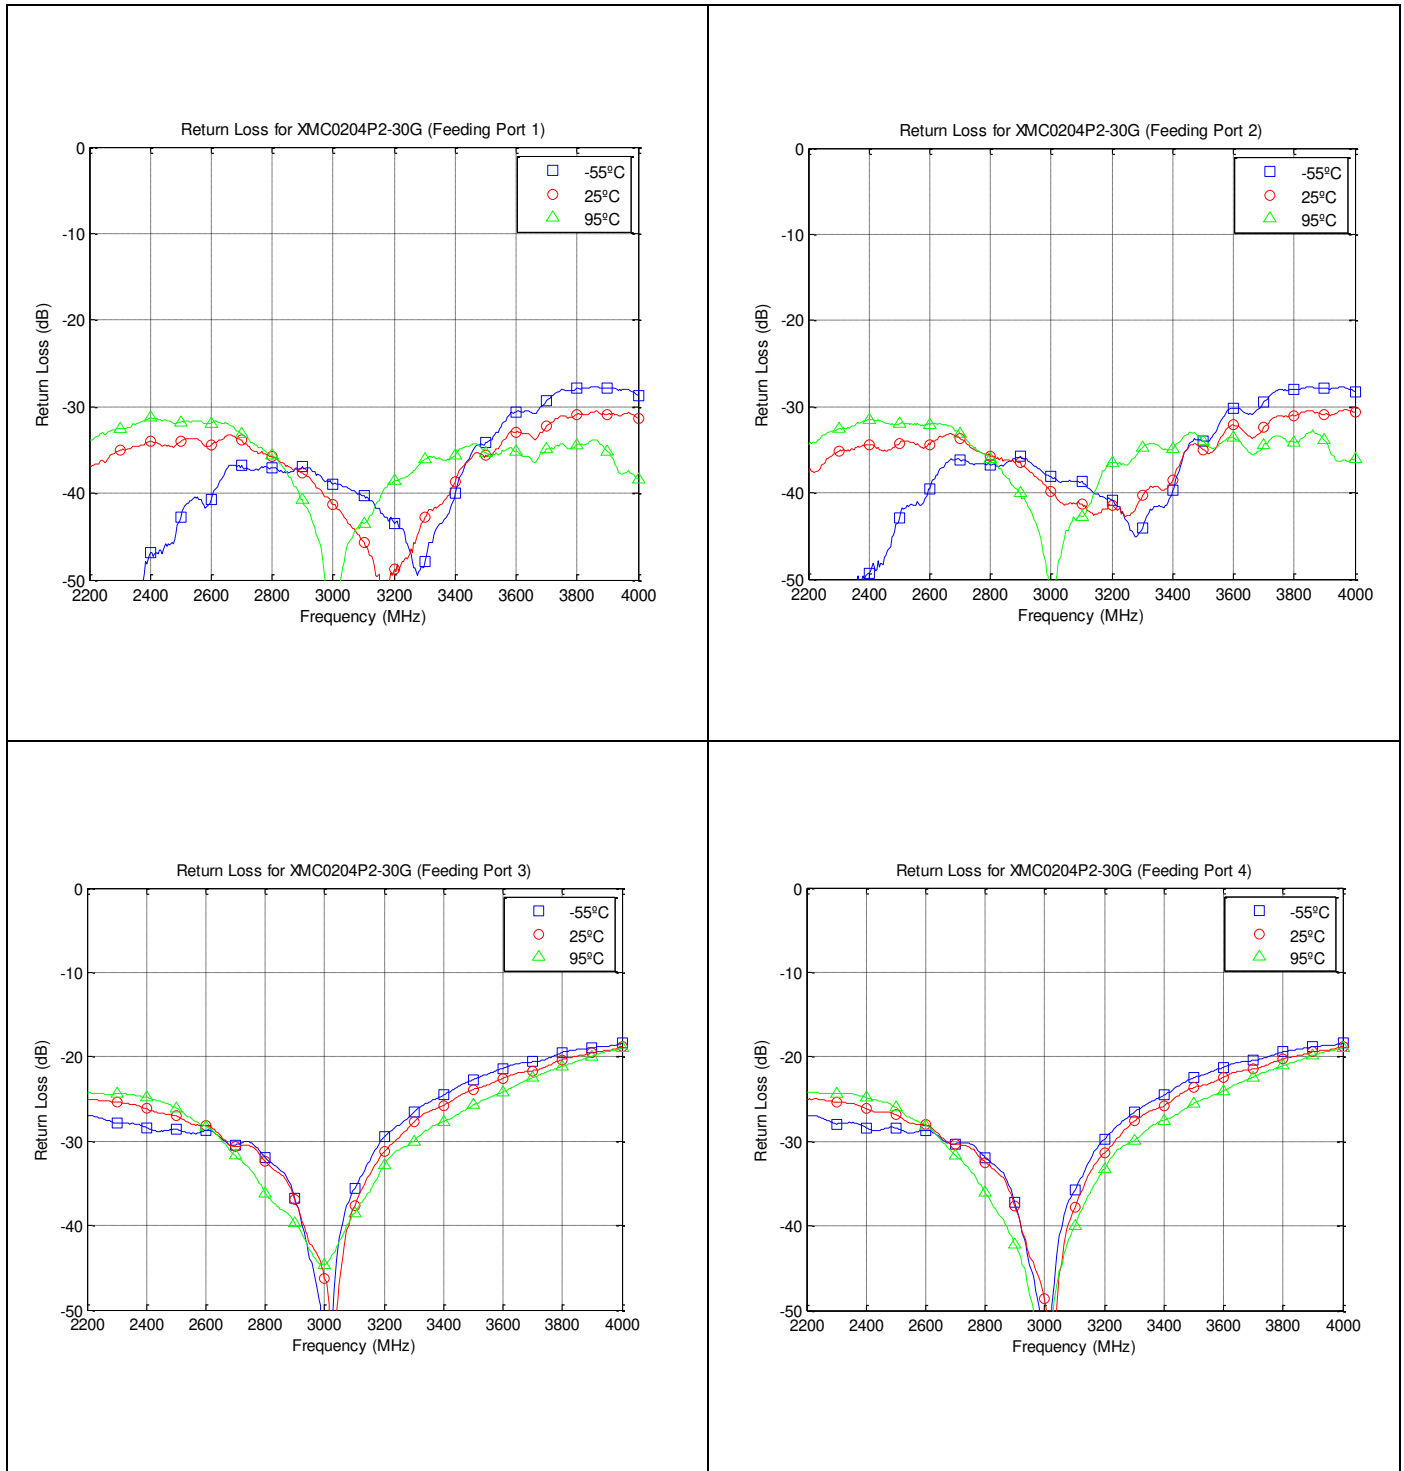 Return Loss for XMC0204P2-30G (Feeding Port 1)
0
-10
-20
-30
-40
-50
Return Loss (dB)
-55ºC
25ºC
95ºC
2200 2400 2600 2800 3000 3200 3400 3600 3800 4000
Frequency (MHz)
Return Loss for XMC0204P2-30G (Feeding Port 2)
0
-10
-20
-30
-40
-50
Return Loss (dB)
-55ºC
25ºC
95ºC
2200 2400 2600 2800 3000 3200 3400 3600 3800 4000
Frequency (MHz)
Return Loss for XMC0204P2-30G (Feeding Port 3)
0
-10
-20
-30
-40
-50
Return Loss (dB)
-55ºC
25ºC
95ºC
2200 2400 2600 2800 3000 3200 3400 3600 3800 4000
Frequency (MHz)
Return Loss for XMC0204P2-30G (Feeding Port 4)
0
-10
-20
-30
-40
-50
Return Loss (dB)
-55ºC
25ºC
95ºC
2200 2400 2600 2800 3000 3200 3400 3600 3800 4000
Frequency (MHz)